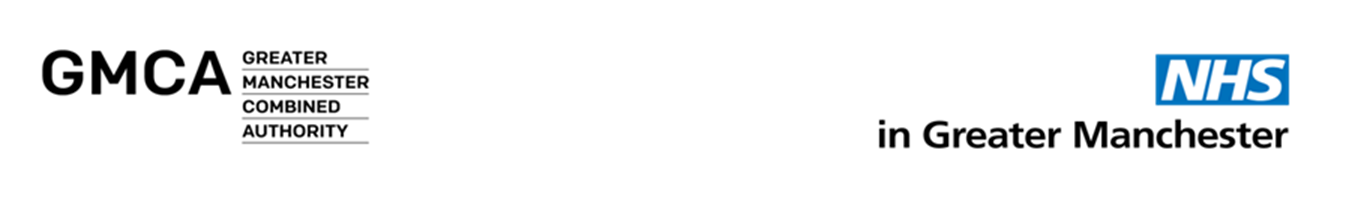 GMCA
GREATER
MANCHESTER
COMBINED
AUTHORITY
NHS
in Greater Manchester